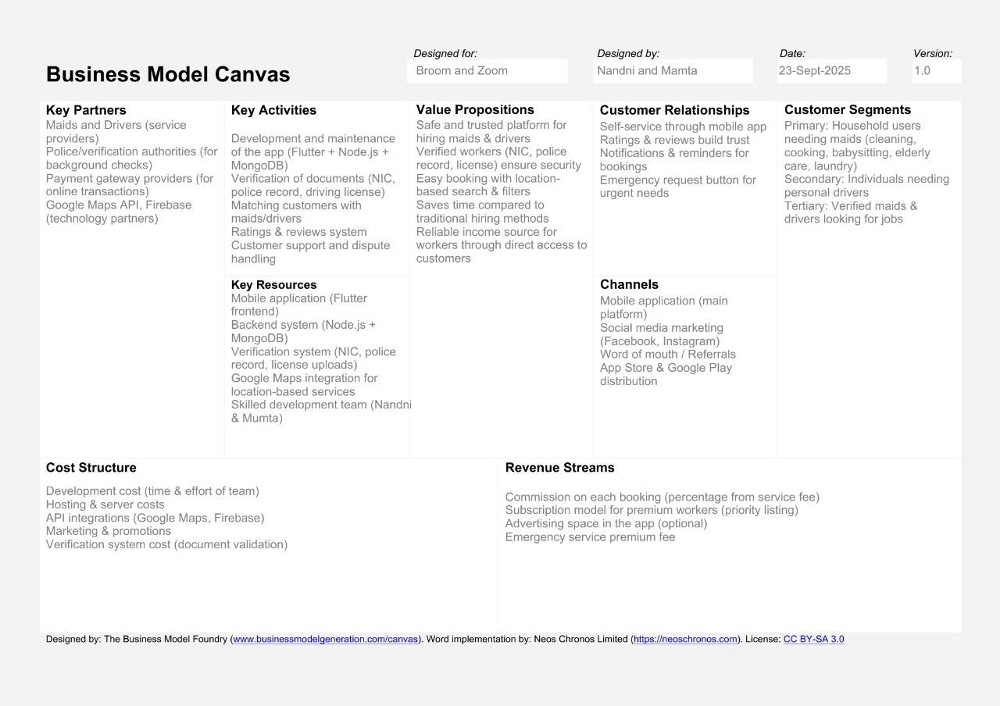 Business Model Canvas
Designed for:
Broom and Zoom
Designed by:
Nandni and Mamta
Date:
23-Sept-2025
Version:
1.0
Key Partners
Maids and Drivers (service
providers)
Police/verification authorities (for
background checks)
Payment gateway providers (for
online transactions)
Google Maps API, Firebase
(technology partners)
Key Activities
Development and maintenance
of the app (Flutter + Node.js +
MongoDB)
Verification of documents (NIC,
police record, driving license)
Matching customers with
maids/drivers
Ratings & reviews system
Customer support and dispute
handling
Key Resources
Mobile application (Flutter
frontend)
Backend system (Node.js +
MongoDB)
Verification system (NIC, police
record, license uploads)
Google Maps integration for
location-based services
Skilled development team (Nandni
& Mumta)
Value Propositions
Safe and trusted platform for
hiring maids & drivers
Verified workers (NIC, police
record, license) ensure security
Easy booking with location-
based search & filters
Saves time compared to
traditional hiring methods
Reliable income source for
workers through direct access to
customers
Customer Relationships
Self-service through mobile app
Ratings & reviews build trust
Notifications & reminders for
bookings
Emergency request button for
urgent needs
Channels
Mobile application (main
platform)
Social media marketing
(Facebook, Instagram)
Word of mouth / Referrals
App Store & Google Play
distribution
Customer Segments
Primary: Household users
needing maids (cleaning,
cooking, babysitting, elderly
care, laundry)
Secondary: Individuals needing
personal drivers
Tertiary: Verified maids &
drivers looking for jobs
Cost Structure
Development cost (time & effort of team)
Hosting & server costs
API integrations (Google Maps, Firebase)
Marketing & promotions
Verification system cost (document validation)
Revenue Streams
Commission on each booking (percentage from service fee)
Subscription model for premium workers (priority listing)
Advertising space in the app (optional)
Emergency service premium fee
Designed by: The Business Model Foundry (www.businessmodelgeneration.com/canvas). Word implementation by: Neos Chronos Limited (https://neoschronos.com). License: CC BY-SA 3.0